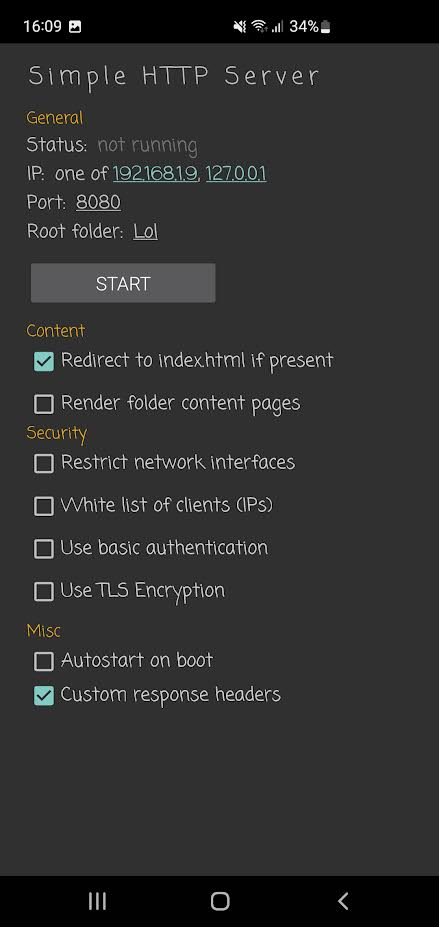 16:09 34%
Simple HTTP Server
General
Status: not running
IP: one of 192.168.1.9, 127.0.0.1
Port: 8080
Root folder: Lol
START
Content
Redirect to index.html if present
Render folder content pages
Security
Restrict network interfaces
White list of clients (IPs)
Use basic authentication
Use TLS Encryption
Misc
Autostart on boot
Custom response headers